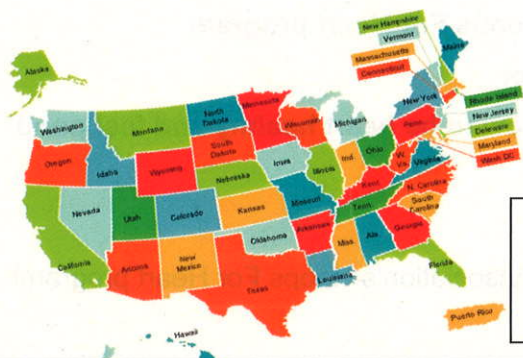 New Hampshire
Vermont
Massachusetts
Connecticut
Maine
Alaska
Washington
Montana
North
Dakota
Minnesota
Wisconsin
Michigan
New York
Rhode Island
New Jersey
Delaware
Maryland
Wash DC
Oregon
Idaho
Wyoming
South
Dakota
Iowa
Nebraska
Illinois
Ind.
Ohio
Penn.
W.
Va.
Virginia
Nevada
Utah
Colorado
Kansas
Missouri
Kent.
N. Carolina
Tenn.
South
Carolina
California
Arizona
New
Mexico
Oklahoma
Arkansas
Miss.
Ala.
Georgia
Texas
Louisiana
Florida
Hawaii
Puerto Rico